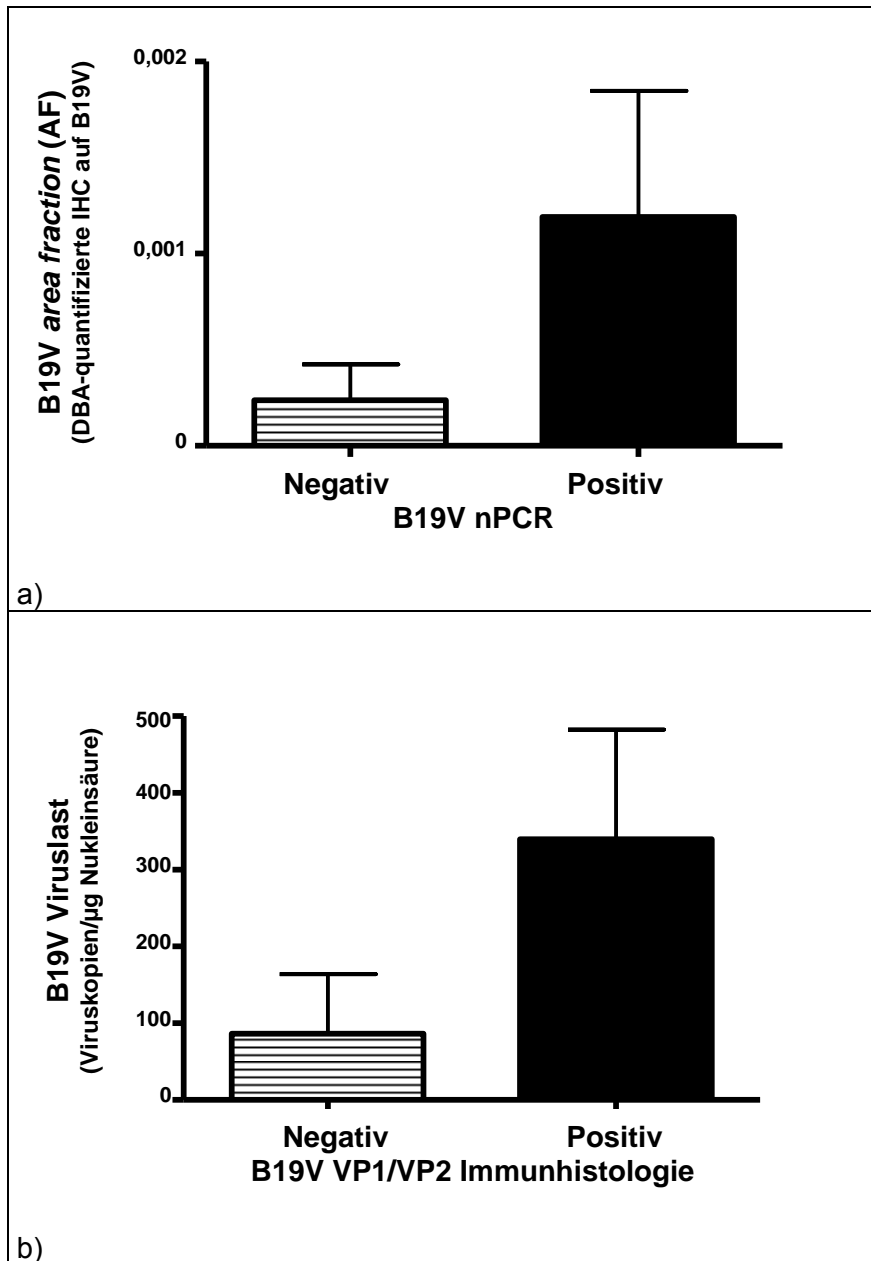 B19V area fraction (AF)
(DBA-quantifizierte IHC auf B19V)
0,002
0,001
0
Negativ Positiv
B19V nPCR
a)
B19V Viruslast
(Viruskopien/µg Nukleinsäure)
500
400
300
200
100
0
Negativ Positiv
B19V VP1/VP2 Immunhistologie
b)